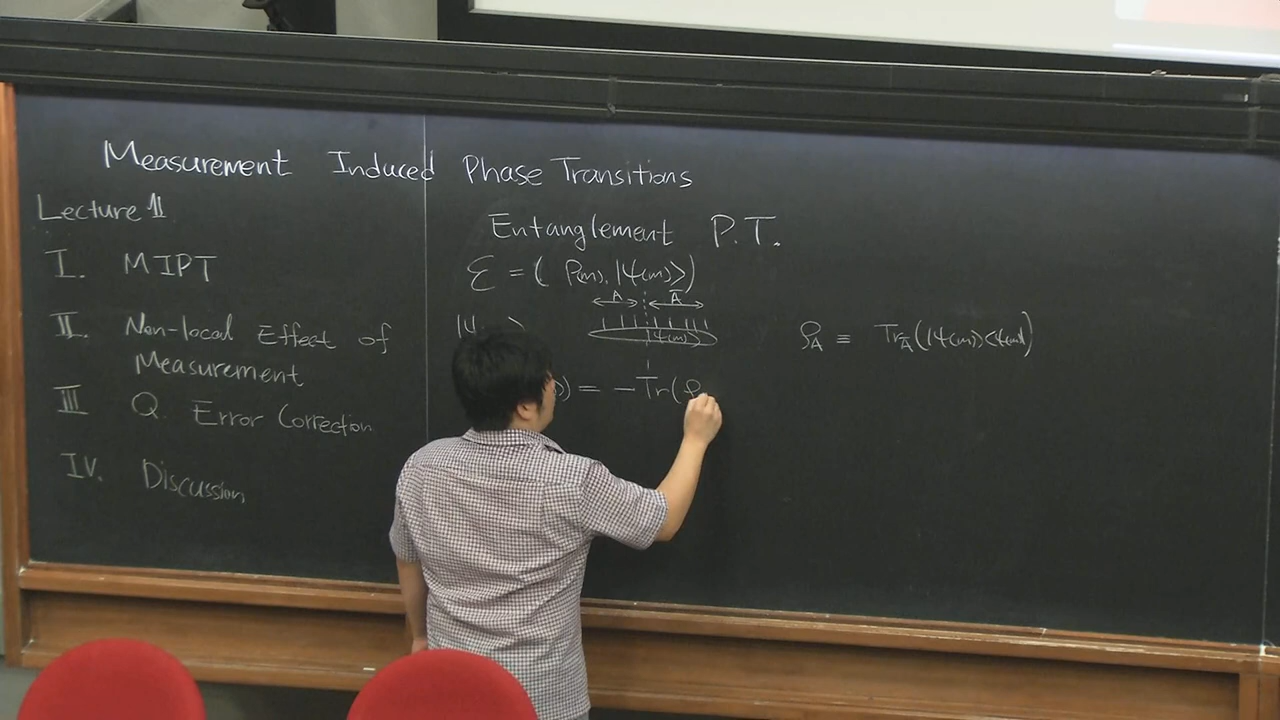 Measurement Induced Phase Transitions
Lecture 1
I. MIPT
II. Non-local Effect of
Measurement
III Q. Error Correction
IV. Discussion
Entanglement P.T.
ℰ = ( P(m), |ψ(m)⟩)
A Ā
|ψ(m)⟩
ρ_A ≡ Tr_Ā(|ψ(m)⟩⟨ψ(m)|)
) = -Tr(ρ